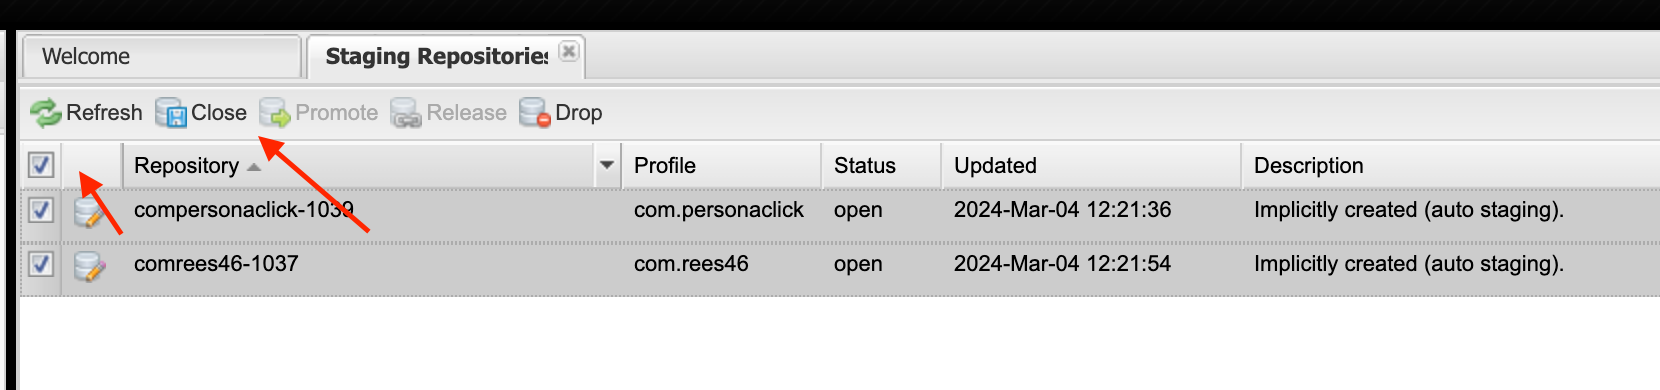 Welcome Staging Repositories
Refresh Close Promote Release Drop
Repository Profile Status Updated Description
compersonaclick-1039 com.personaclick open 2024-Mar-04 12:21:36 Implicitly created (auto staging).
comrees46-1037 com.rees46 open 2024-Mar-04 12:21:54 Implicitly created (auto staging).